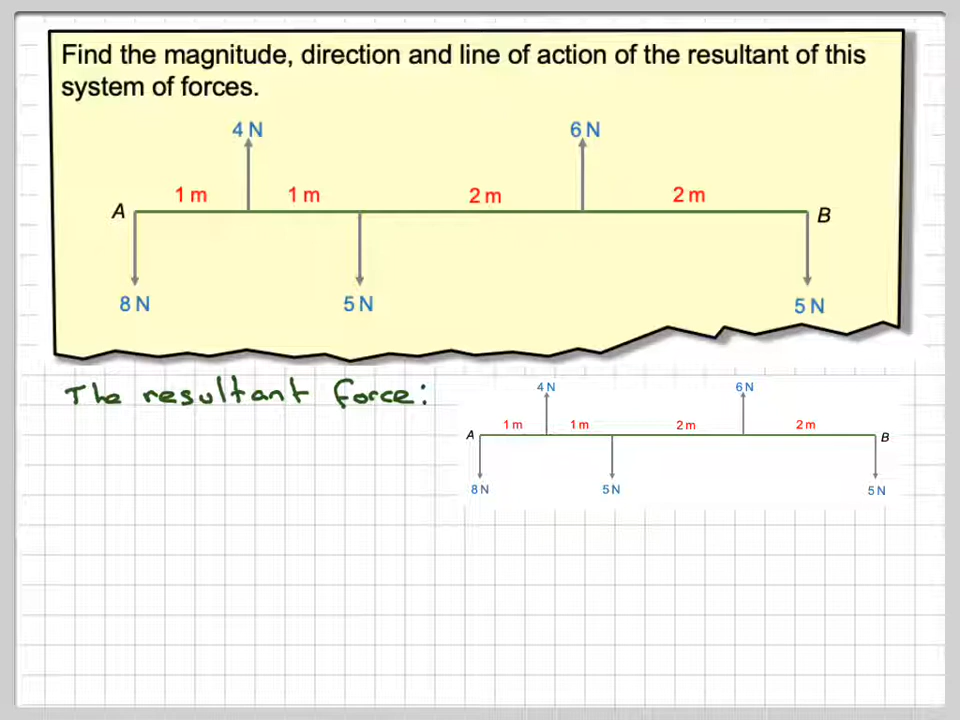 Find the magnitude, direction and line of action of the resultant of this
system of forces.
4 N 6 N
1 m 1 m 2 m 2 m
A B
8 N 5 N 5 N
The resultant force:
4 N 6 N
1 m 1 m 2 m 2 m
A B
8 N 5 N 5 N